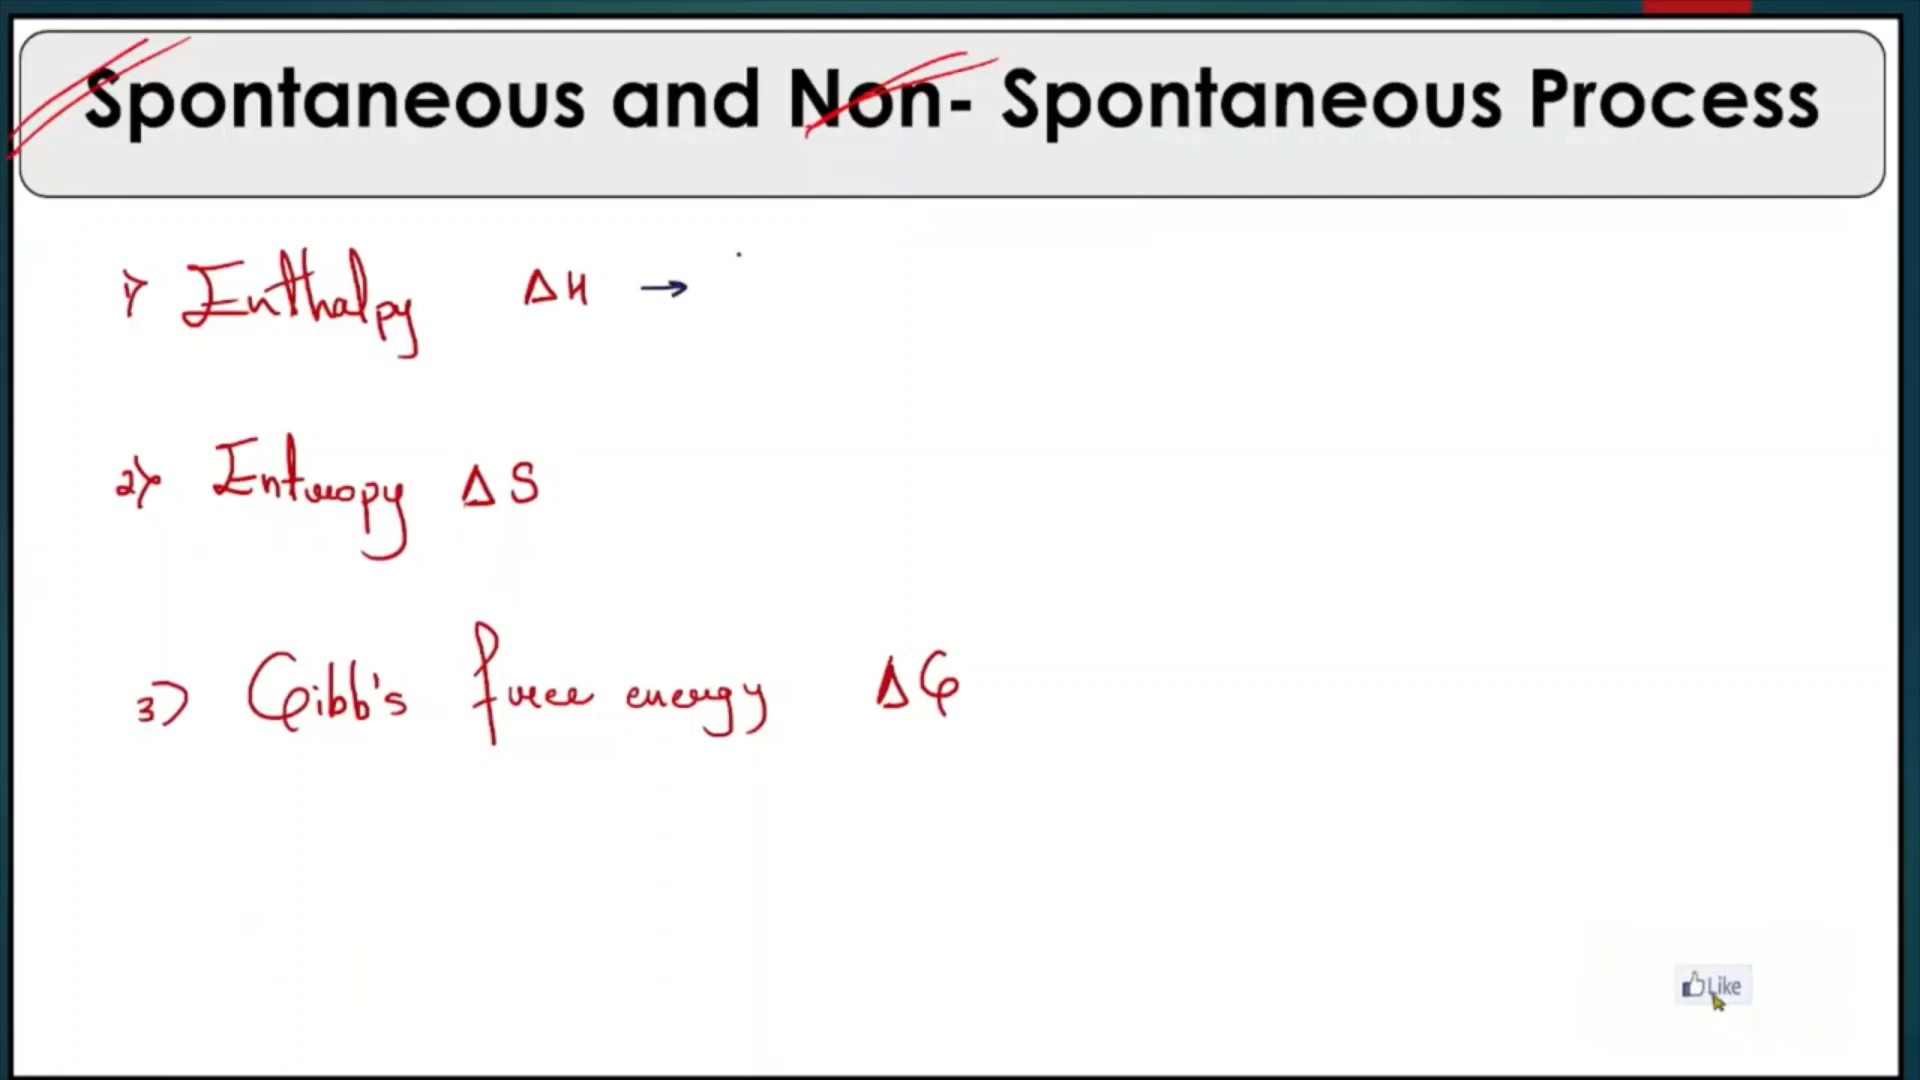 Spontaneous and Non- Spontaneous Process
1) Enthalpy ΔH →
2) Entropy ΔS
3) Gibb's free energy ΔG
Like